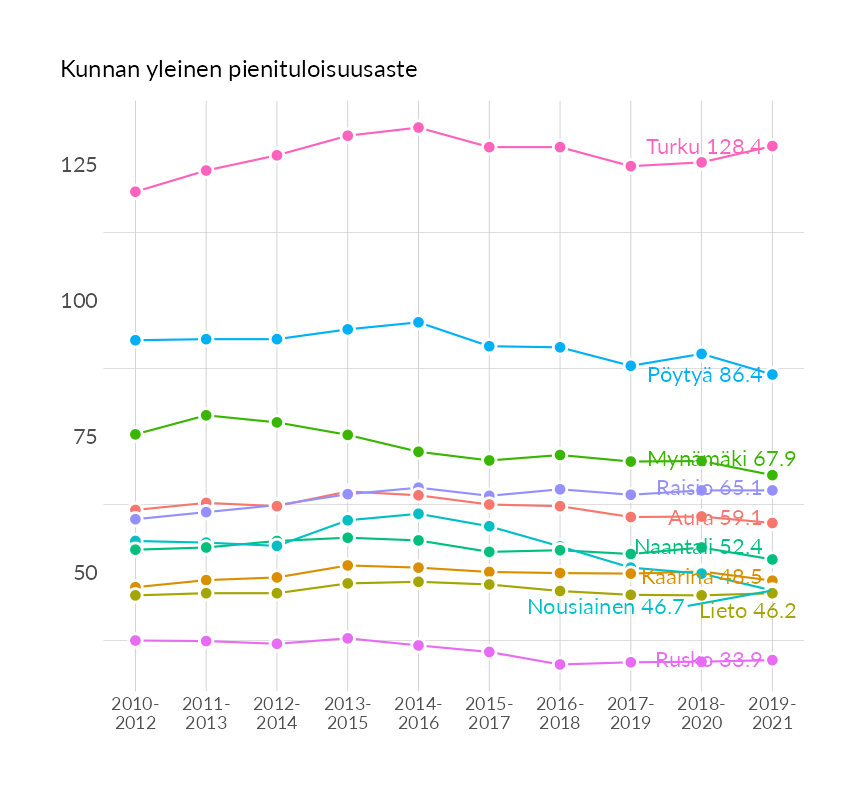 Kunnan yleinen pienituloisuusaste
125
100
75
50
Turku 128.4
Pöytyä 86.4
Mynämäki 67.9
Raisio 65.1
Aura 59.1
Naantali 52.4
Kaarina 48.5
Nousiainen 46.7
Lieto 46.2
Rusko 33.9
2010- 2011- 2012- 2013- 2014- 2015- 2016- 2017- 2018- 2019-
2012 2013 2014 2015 2016 2017 2018 2019 2020 2021